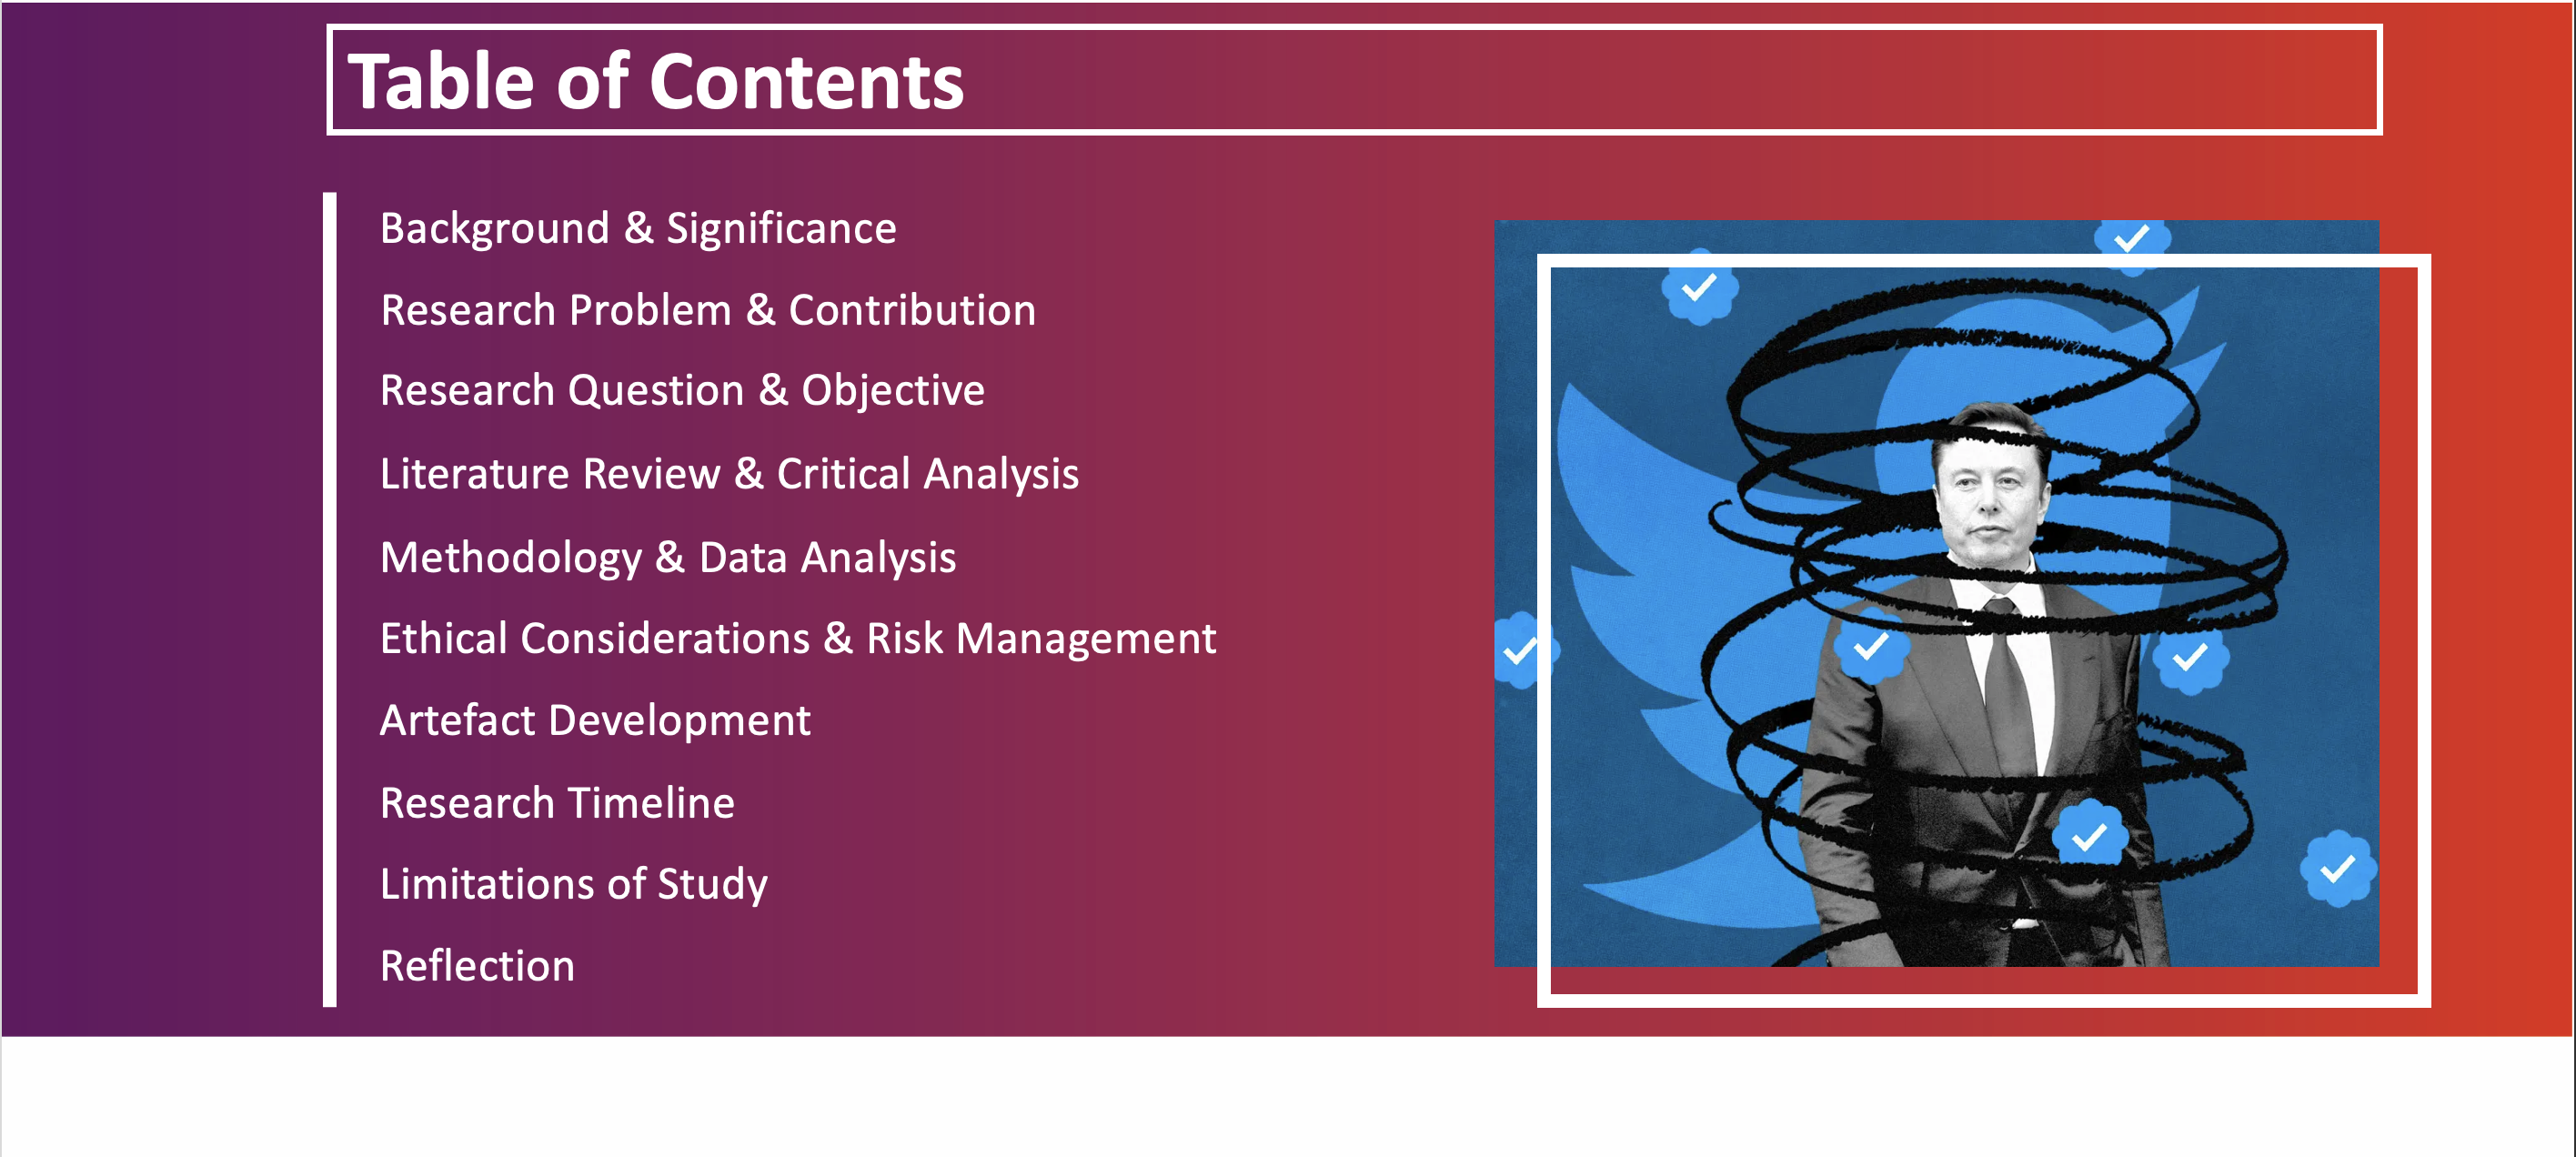 Table of Contents
Background & Significance
Research Problem & Contribution
Research Question & Objective
Literature Review & Critical Analysis
Methodology & Data Analysis
Ethical Considerations & Risk Management
Artefact Development
Research Timeline
Limitations of Study
Reflection